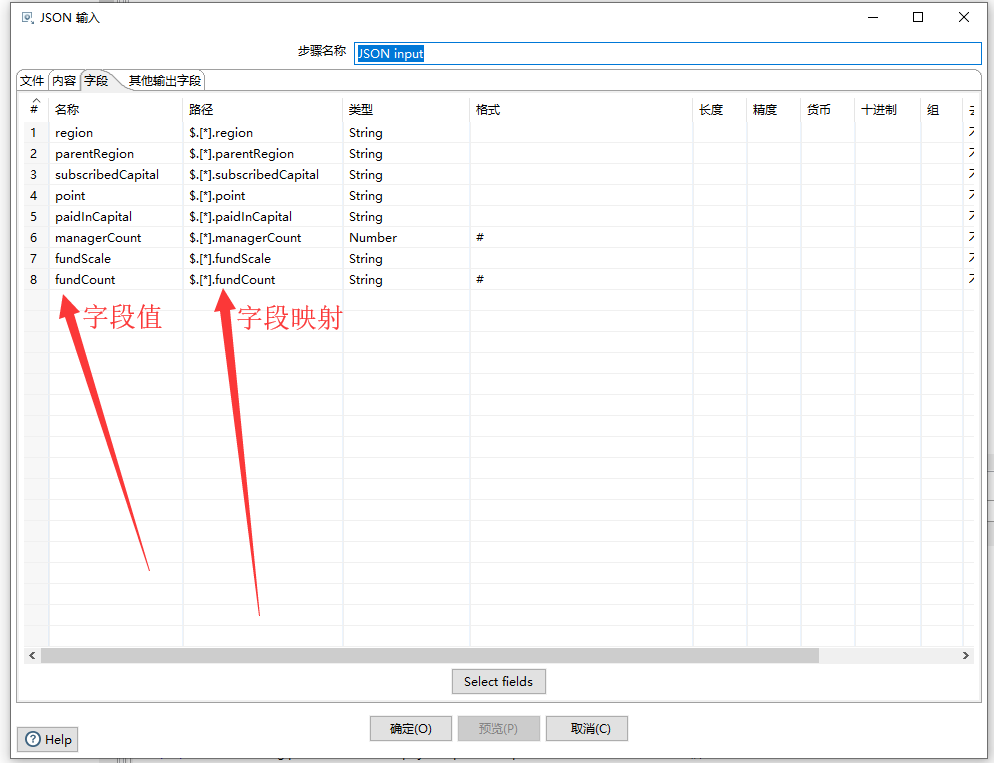 JSON 输入
步骤名称 JSON input
文件 内容 字段 其他输出字段
# 名称 路径 类型 格式 长度 精度 货币 十进制 组
1 region $.[*].region String
2 parentRegion $.[*].parentRegion String
3 subscribedCapital $.[*].subscribedCapital String
4 point $.[*].point String
5 paidInCapital $.[*].paidInCapital String
6 managerCount $.[*].managerCount Number #
7 fundScale $.[*].fundScale String
8 fundCount $.[*].fundCount String #
字段值 字段映射
Select fields
确定(O) 预览(P) 取消(C)
Help